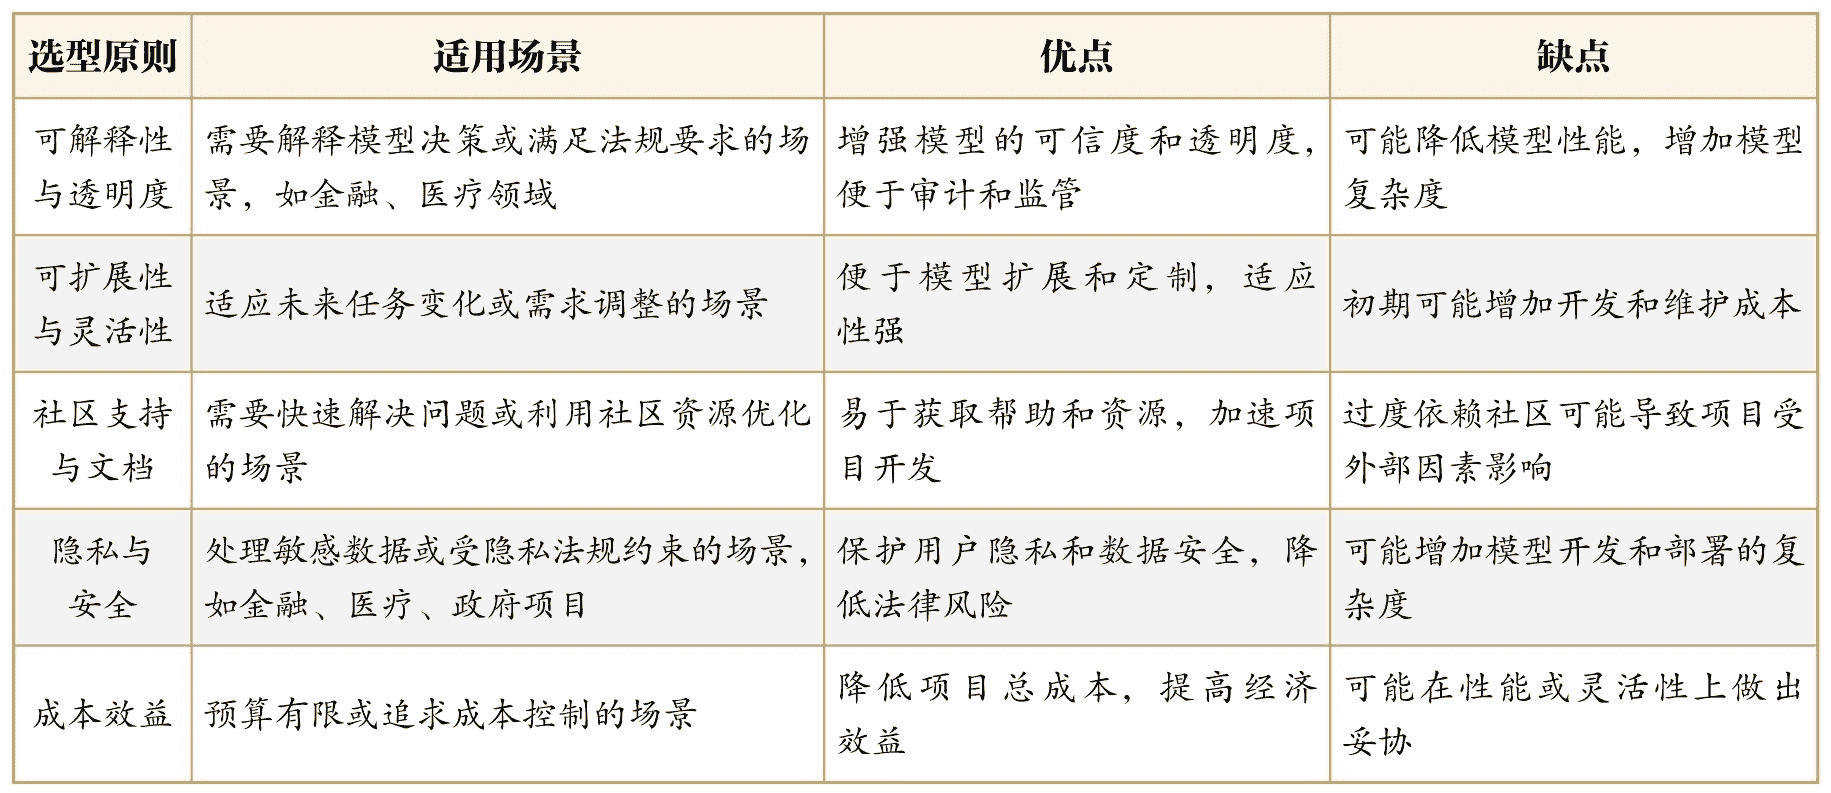 选型原则 适用场景 优点 缺点
可解释性 需要解释模型决策或满足法规要求的场 增强模型的可信度和透明度， 可能降低模型性能，增加模型
与透明度 景，如金融、医疗领域 便于审计和监管 复杂度
可扩展性 适应未来任务变化或需求调整的场景 便于模型扩展和定制，适应 初期可能增加开发和维护成本
与灵活性 性强
社区支持 需要快速解决问题或利用社区资源优化 易于获取帮助和资源，加速项 过度依赖社区可能导致项目受
与文档 的场景 目开发 外部因素影响
隐私与 处理敏感数据或受隐私法规约束的场景， 保护用户隐私和数据安全，降 可能增加模型开发和部署的复
安全 如金融、医疗、政府项目 低法律风险 杂度
成本效益 预算有限或追求成本控制的场景 降低项目总成本，提高经济 可能在性能或灵活性上做出
效益 妥协